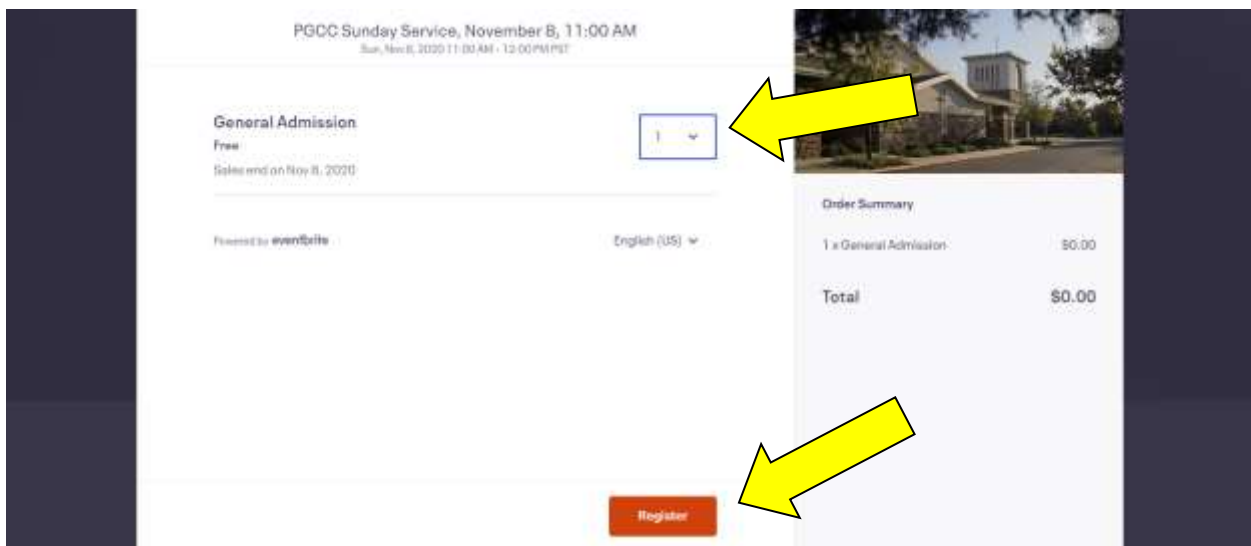 PGCC Sunday Service, November 8, 11:00 AM
Sun, Nov 8, 2020 11:00 AM - 12:00 PM PST
General Admission
1
Free
Sales end on Nov 8, 2020
Powered by eventbrite
English (US)
Register
Order Summary
1 x General Admission $0.00
Total $0.00